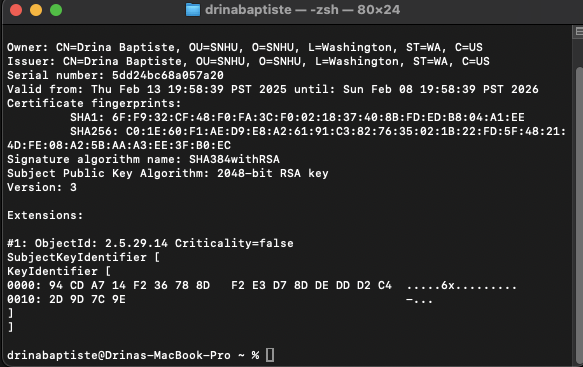 drinabaptiste — -zsh — 80×24
Owner: CN=Drina Baptiste, OU=SNHU, O=SNHU, L=Washington, ST=WA, C=US
Issuer: CN=Drina Baptiste, OU=SNHU, O=SNHU, L=Washington, ST=WA, C=US
Serial number: 5dd24bc68a057a20
Valid from: Thu Feb 13 19:58:39 PST 2025 until: Sun Feb 08 19:58:39 PST 2026
Certificate fingerprints:
SHA1: 6F:F9:32:CF:48:F0:FA:3C:F0:02:18:37:40:8B:FD:ED:B8:04:A1:EE
SHA256: C0:1E:60:F1:AE:D9:E8:A2:61:91:C3:82:76:35:02:1B:22:FD:5F:48:21:
4D:FE:08:A2:5B:AA:A3:EE:3F:B0:EC
Signature algorithm name: SHA384withRSA
Subject Public Key Algorithm: 2048-bit RSA key
Version: 3
Extensions:
#1: ObjectId: 2.5.29.14 Criticality=false
SubjectKeyIdentifier [
KeyIdentifier [
0000: 94 CD A7 14 F2 36 78 8D   F2 E3 D7 8D DE DD D2 C4  .....6x.........
0010: 2D 9D 7C 9E                                        -...
]
]
drinabaptiste@Drinas-MacBook-Pro ~ %